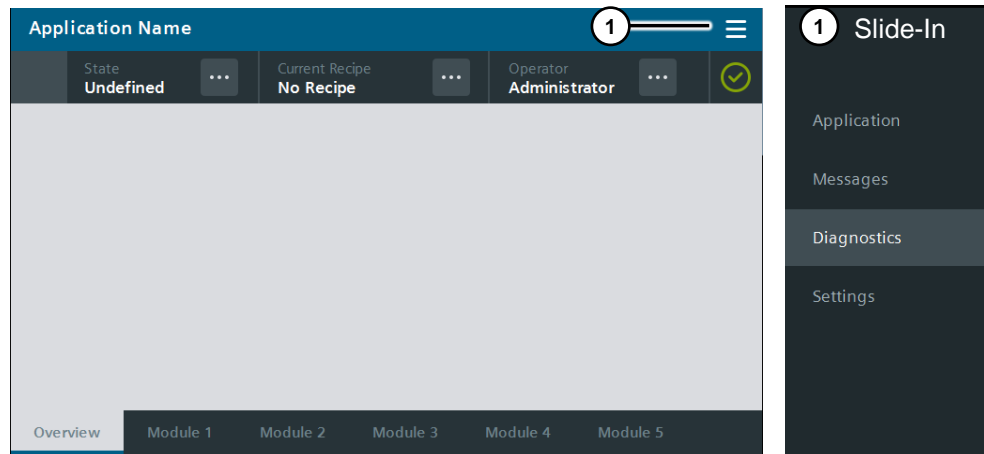 Application Name
1
State
Undefined
...
Current Recipe
No Recipe
...
Operator
Administrator
...
Overview Module 1 Module 2 Module 3 Module 4 Module 5
1 Slide-In
Application
Messages
Diagnostics
Settings